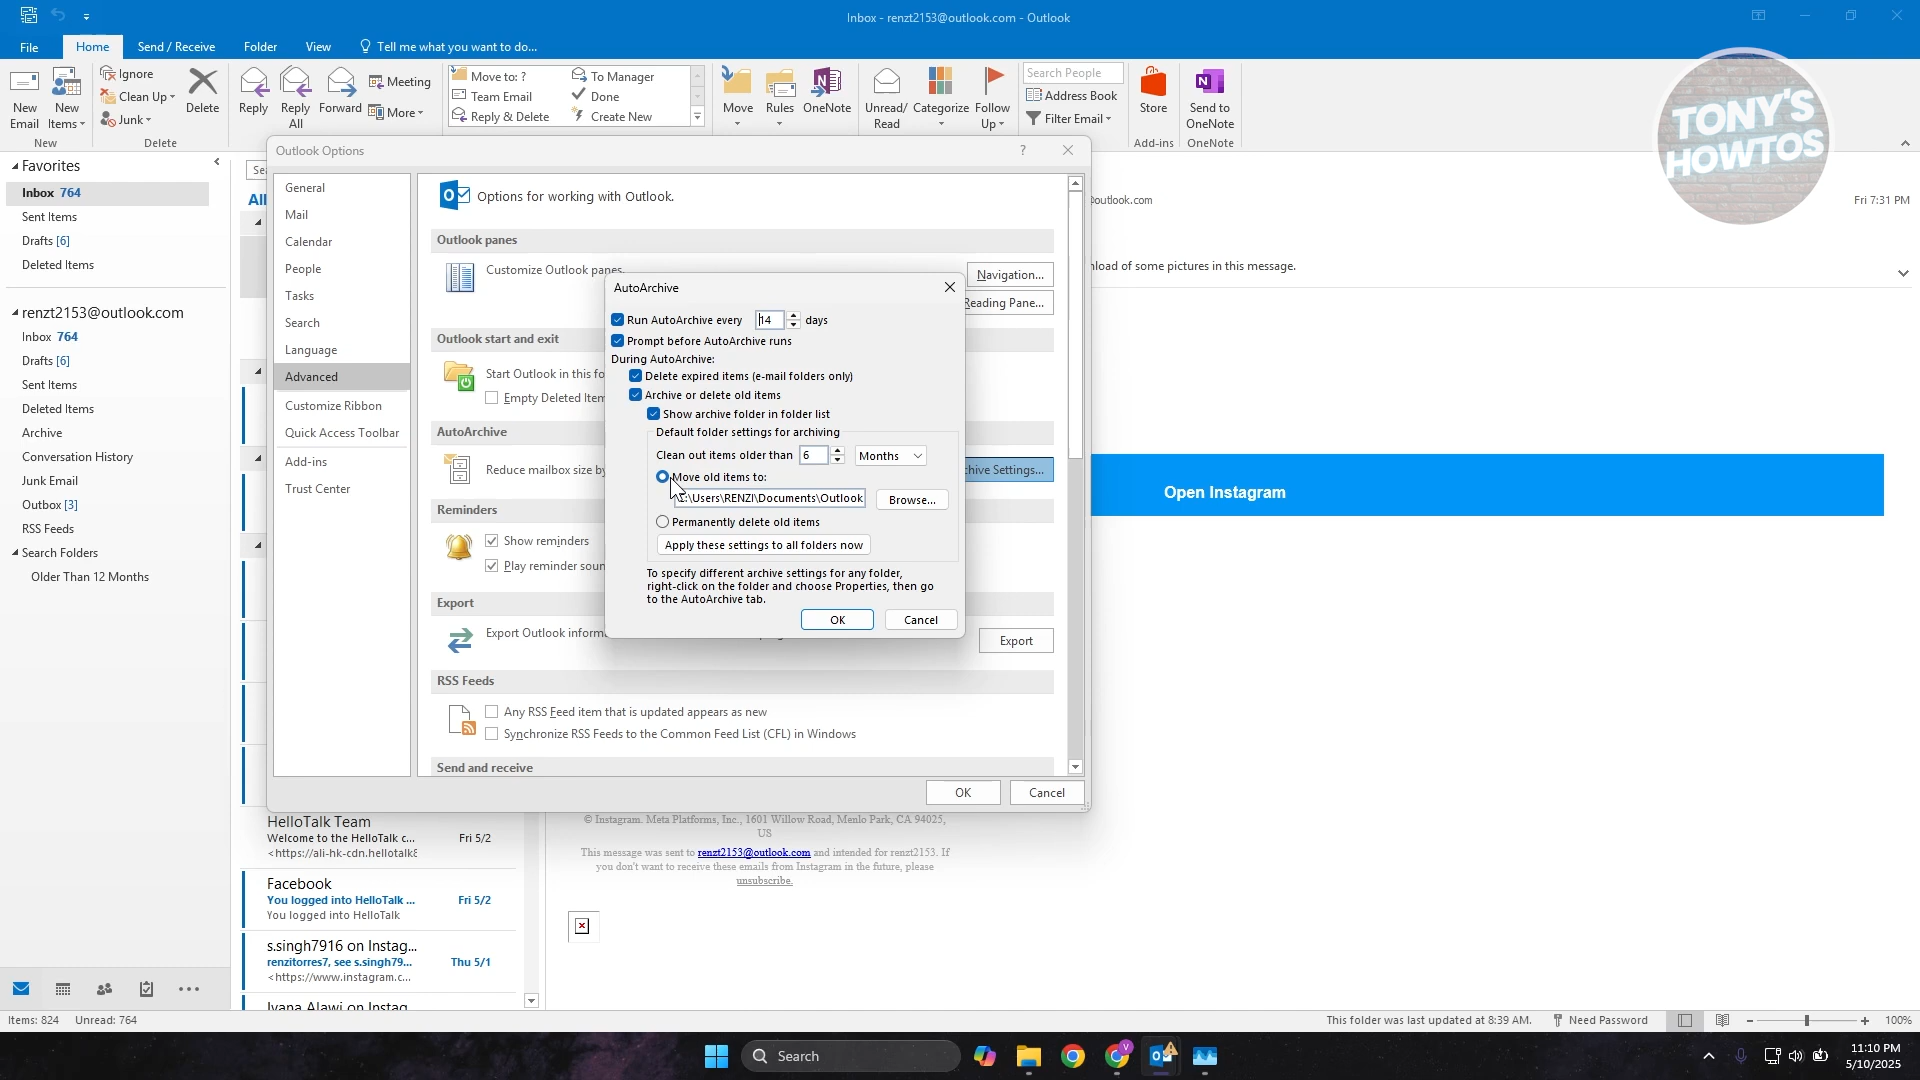 Inbox - renzt2153@outlook.com - Outlook
File
Home
Send / Receive
Folder
View
Tell me what you want to do...
New Email
New Items
New
Ignore
Clean Up
Junk
Delete
Delete
Reply
Reply All
Forward
Meeting
More
Move to: ?
Team Email
Reply & Delete
To Manager
Done
Create New
Move
Rules
OneNote
Unread/ Read
Categorize
Follow Up
Search People
Address Book
Filter Email
Store
Add-ins
Send to OneNote
OneNote
TONY'S
HOWTOS
Favorites
Inbox 764
Sent Items
Drafts [6]
Deleted Items
renzt2153@outlook.com
Inbox 764
Drafts [6]
Sent Items
Deleted Items
Archive
Conversation History
Junk Email
Outbox [3]
RSS Feeds
Search Folders
Older Than 12 Months
All
Outlook Options
?
General
Mail
Calendar
People
Tasks
Search
Language
Advanced
Customize Ribbon
Quick Access Toolbar
Add-ins
Trust Center
Options for working with Outlook.
Outlook panes
Customize Outlook panes.
Navigation...
Reading Pane...
Outlook start and exit
Start Outlook in this fo
Empty Deleted Item
AutoArchive
Reduce mailbox size by
hive Settings...
Reminders
Show reminders
Play reminder soun
Export
Export Outlook inform
Export
RSS Feeds
Any RSS Feed item that is updated appears as new
Synchronize RSS Feeds to the Common Feed List (CFL) in Windows
Send and receive
OK
Cancel
AutoArchive
Run AutoArchive every 14 days
Prompt before AutoArchive runs
During AutoArchive:
Delete expired items (e-mail folders only)
Archive or delete old items
Show archive folder in folder list
Default folder settings for archiving
Clean out items older than 6 Months
Move old items to:
:\Users\RENZI\Documents\Outlook
Browse...
Permanently delete old items
Apply these settings to all folders now
To specify different archive settings for any folder,
right-click on the folder and choose Properties, then go
to the AutoArchive tab.
OK
Cancel
outlook.com
Fri 7:31 PM
load of some pictures in this message.
Open Instagram
HelloTalk Team
Welcome to the HelloTalk c... Fri 5/2
<https://ali-hk-cdn.hellotalk8
Facebook
You logged into HelloTalk ... Fri 5/2
You logged into HelloTalk
s.singh7916 on Instag...
renzitorres7, see s.singh79... Thu 5/1
<https://www.instagram.c...
Ivana Alawi on Instag
© Instagram. Meta Platforms, Inc., 1601 Willow Road, Menlo Park, CA 94025,
US
This message was sent to renzt2153@outlook.com and intended for renzt2153. If
you don't want to receive these emails from Instagram in the future, please
unsubscribe.
Items: 824 Unread: 764
This folder was last updated at 8:39 AM.
Need Password
100%
Search
11:10 PM
5/10/2025